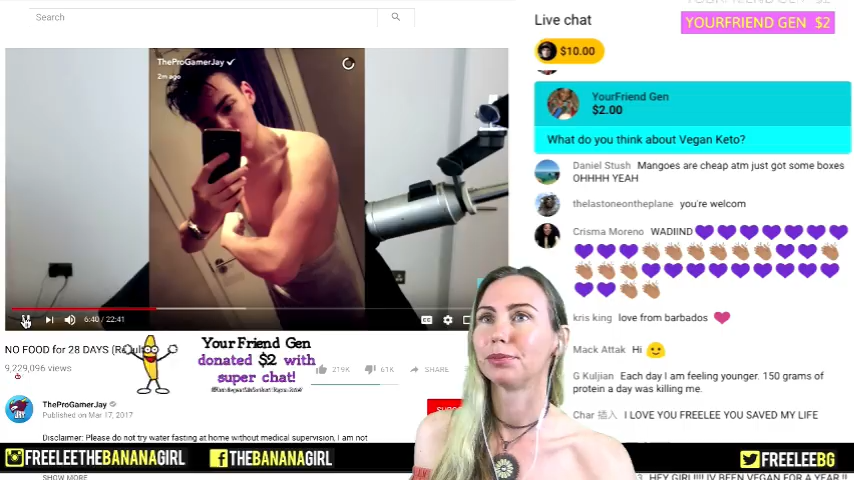 Search
TheProGamerJay
2m ago
6:40 / 22:41
NO FOOD for 28 DAYS
9,229,096 views
YourFriend Gen
donated $2 with
super chat!
219K
61K
SHARE
TheProGamerJay
Published on Mar 17, 2017
Disclaimer: Please do not try water fasting at home without medical supervision, I am not
SHOW MORE
FREELEETHEBANANAGIRL
THEBANANAGIRL
FREELEEBG
Live chat
YOURFRIEND GEN $2
$10.00
YourFriend Gen
$2.00
What do you think about Vegan Keto?
Daniel Stush Mangoes are cheap atm just got some boxes
OHHHH YEAH
thelastoneontheplane you're welcom
Crisma Moreno WADIIND
kris king love from barbados
Mack Attak Hi
G Kuljian Each day I am feeling younger. 150 grams of
protein a day was killing me.
Char 插入 I LOVE YOU FREELEE YOU SAVED MY LIFE
HEY GIRL!!!! IV BEEN VEGAN FOR A YEAR